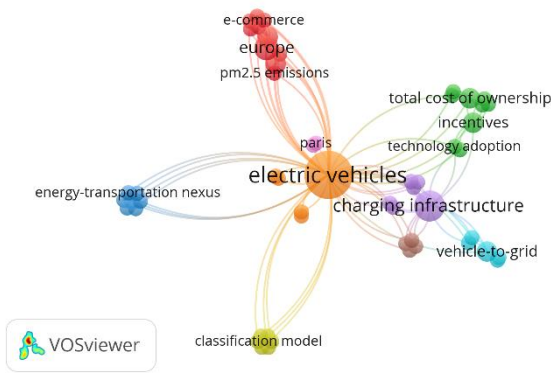 e-commerce
europe
pm2.5 emissions
total cost of ownership
incentives
technology adoption
paris
electric vehicles
energy-transportation nexus
charging infrastructure
vehicle-to-grid
classification model
VOSviewer